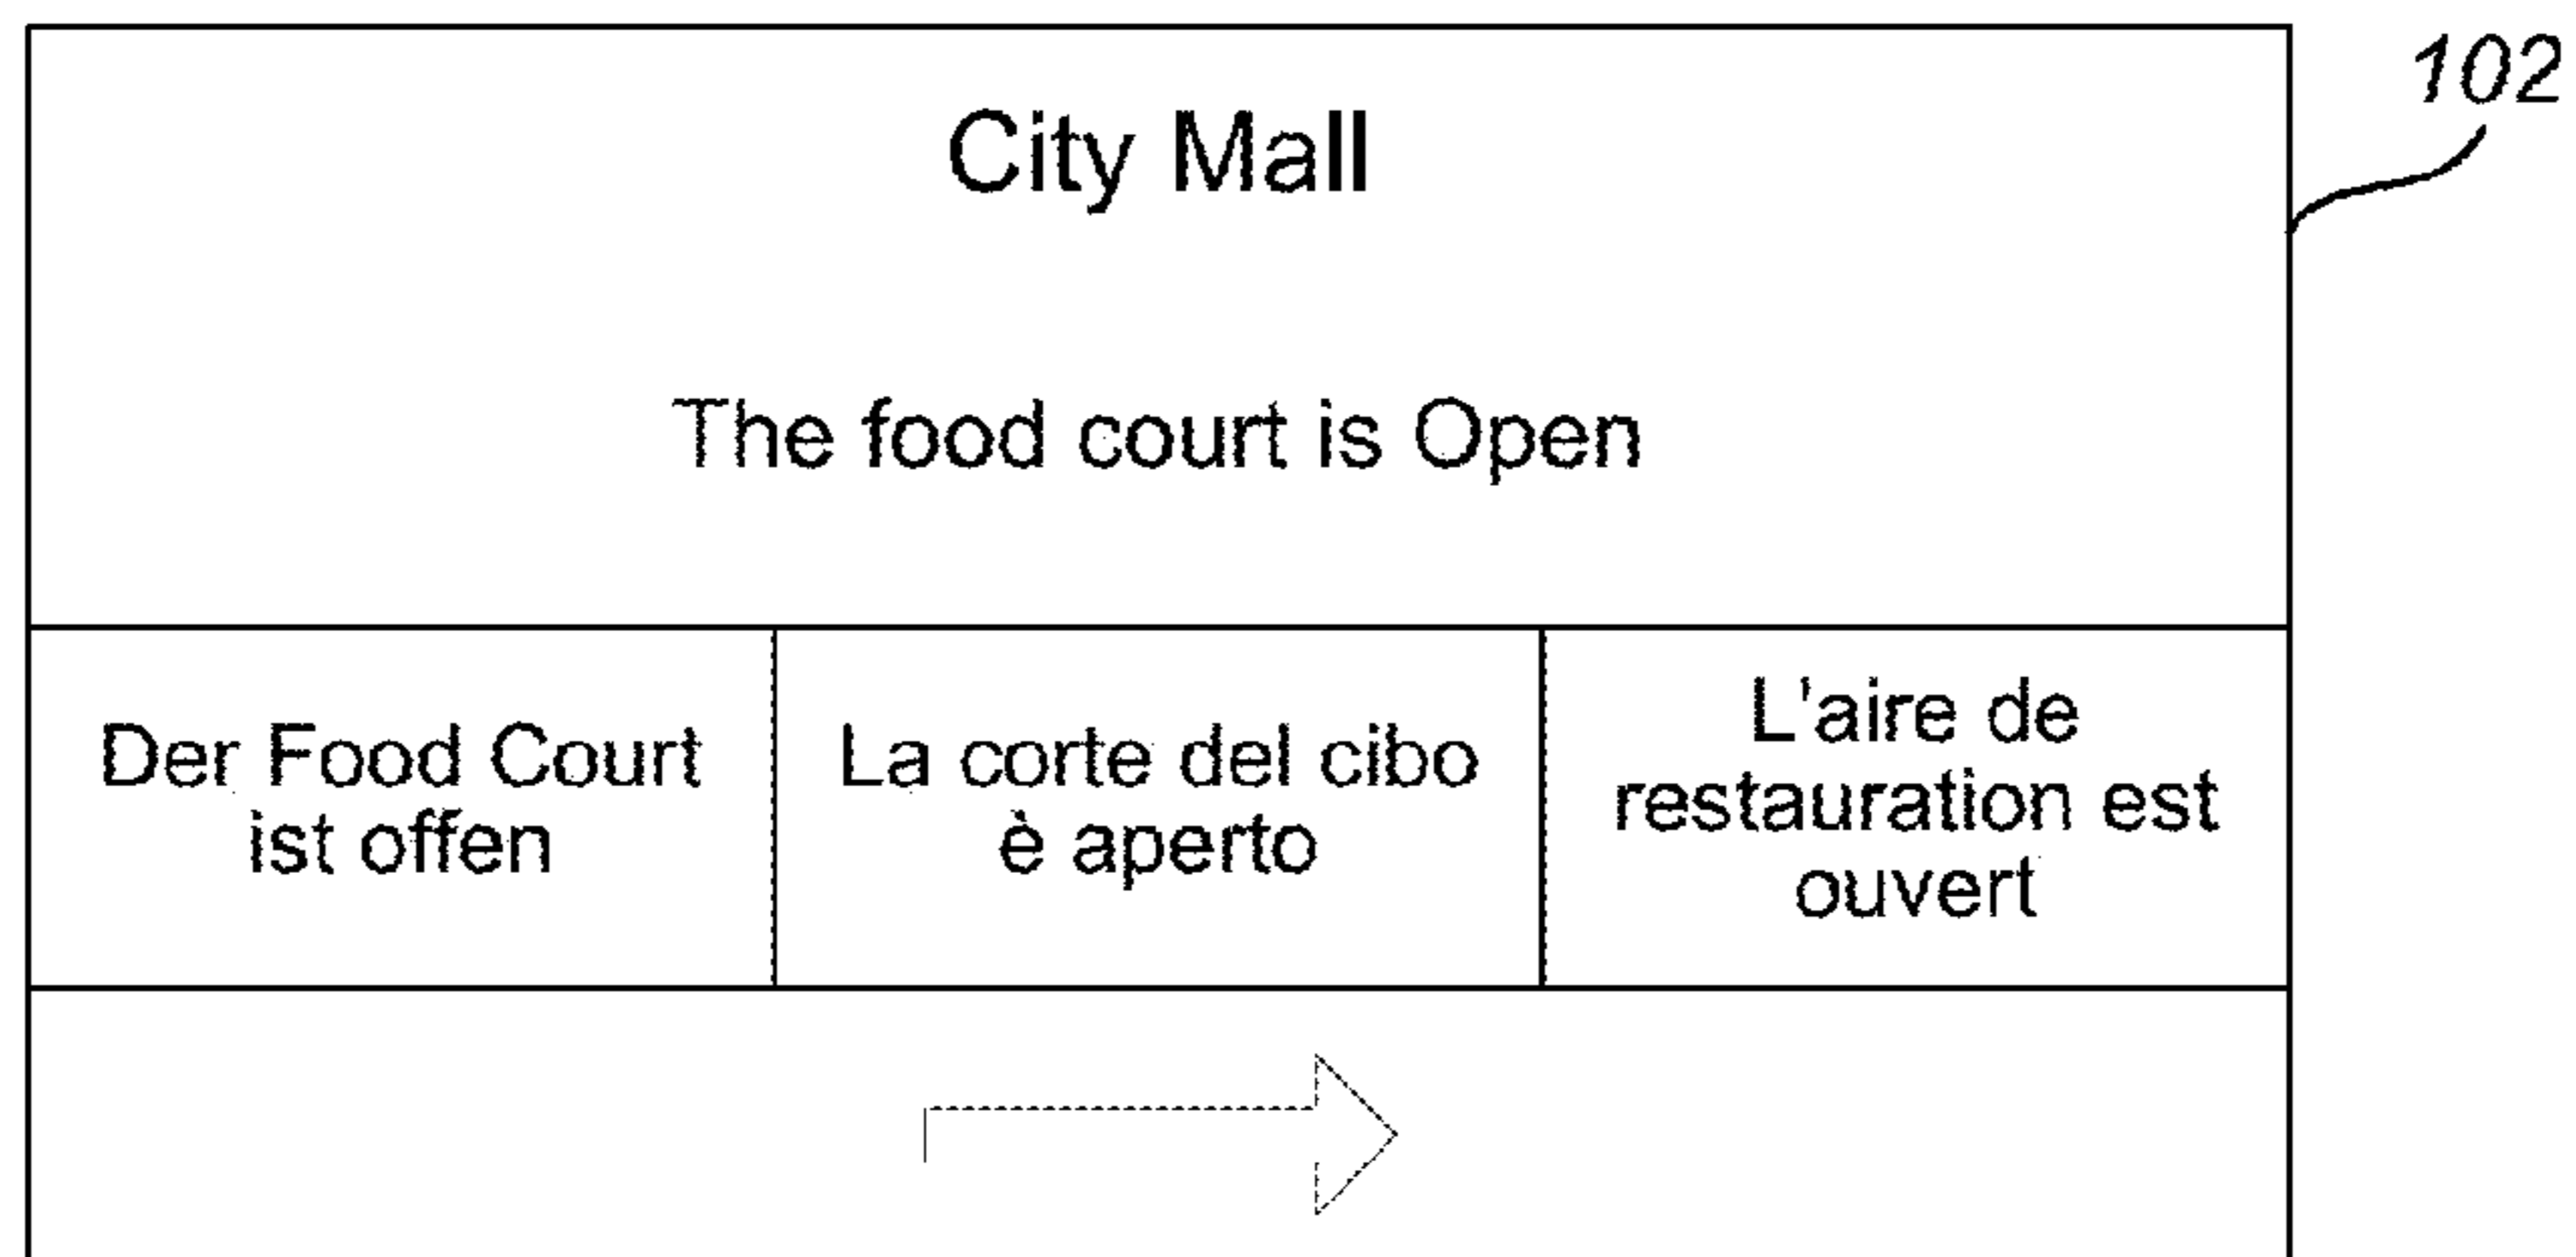 102
City Mall
The food court is Open
Der Food Court
ist offen
La corte del cibo
è aperto
L'aire de
restauration est
ouvert